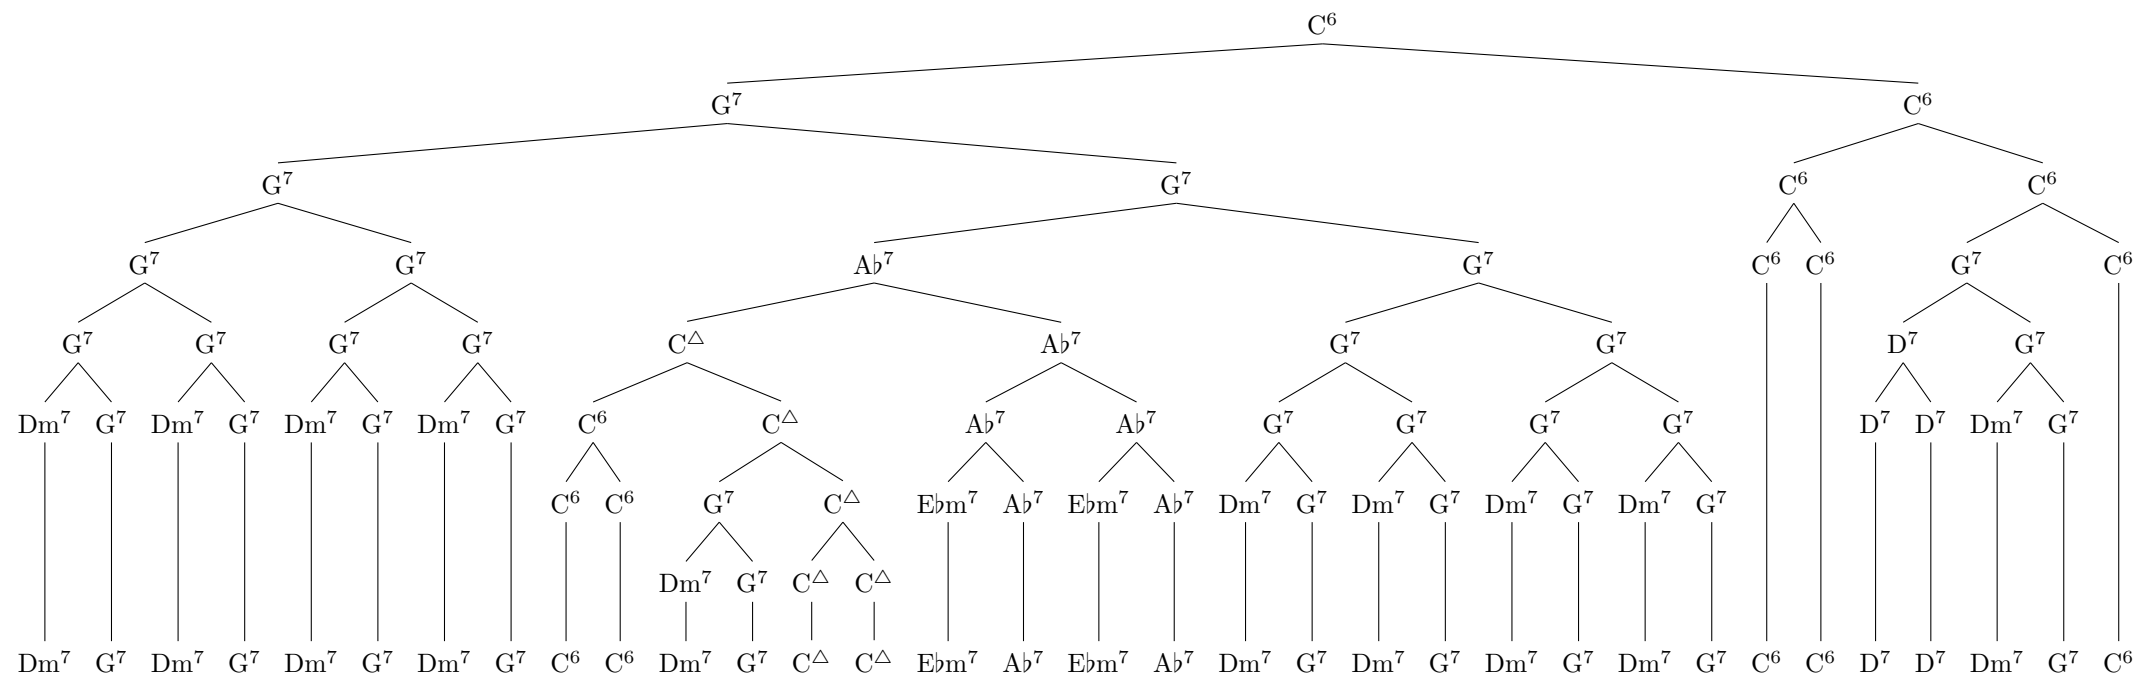 C⁶
G⁷ C⁶
G⁷ G⁷ C⁶ C⁶
G⁷ G⁷ A♭⁷ G⁷ C⁶ C⁶ G⁷ C⁶
G⁷ G⁷ G⁷ G⁷ C△ A♭⁷ G⁷ G⁷ D⁷ G⁷
Dm⁷ G⁷ Dm⁷ G⁷ Dm⁷ G⁷ Dm⁷ G⁷ C⁶ C△ A♭⁷ A♭⁷ G⁷ G⁷ G⁷ G⁷ D⁷ D⁷ Dm⁷ G⁷
C⁶ C⁶ G⁷ C△ E♭m⁷ A♭⁷ E♭m⁷ A♭⁷ Dm⁷ G⁷ Dm⁷ G⁷ Dm⁷ G⁷ Dm⁷ G⁷
Dm⁷ G⁷ C△ C△
Dm⁷ G⁷ Dm⁷ G⁷ Dm⁷ G⁷ Dm⁷ G⁷ C⁶ C⁶ Dm⁷ G⁷ C△ C△ E♭m⁷ A♭⁷ E♭m⁷ A♭⁷ Dm⁷ G⁷ Dm⁷ G⁷ Dm⁷ G⁷ Dm⁷ G⁷ C⁶ C⁶ D⁷ D⁷ Dm⁷ G⁷ C⁶